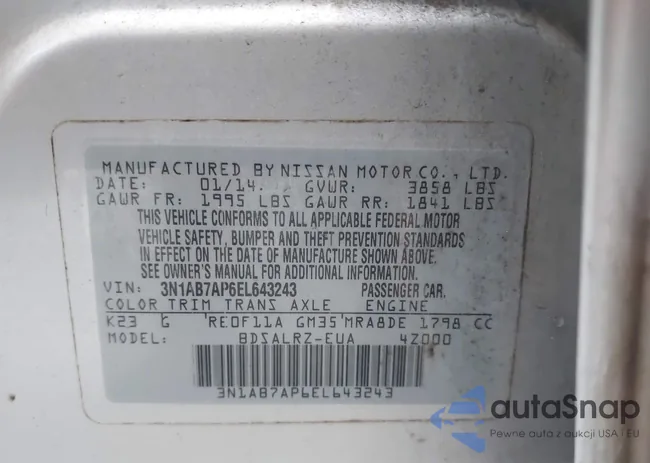 MANUFACTURED BY NISSAN MOTOR CO., LTD.
DATE: 01/14. GVWR: 3858 LBS
GAWR FR: 1995 LBS GAWR RR: 1841 LBS
THIS VEHICLE CONFORMS TO ALL APPLICABLE FEDERAL MOTOR
VEHICLE SAFETY, BUMPER AND THEFT PREVENTION STANDARDS
IN EFFECT ON THE DATE OF MANUFACTURE SHOWN ABOVE.
SEE OWNER'S MANUAL FOR ADDITIONAL INFORMATION.
VIN: 3N1AB7AP6EL643243 PASSENGER CAR.
COLOR TRIM TRANS AXLE ENGINE
K23 G 'RE0F11A GM35'MRA8DE 1798 CC
MODEL: BDSALRZ-EUA 4Z000
3N1AB7AP6EL643243
autaSnap
Pewne auta z aukcji USA i EU